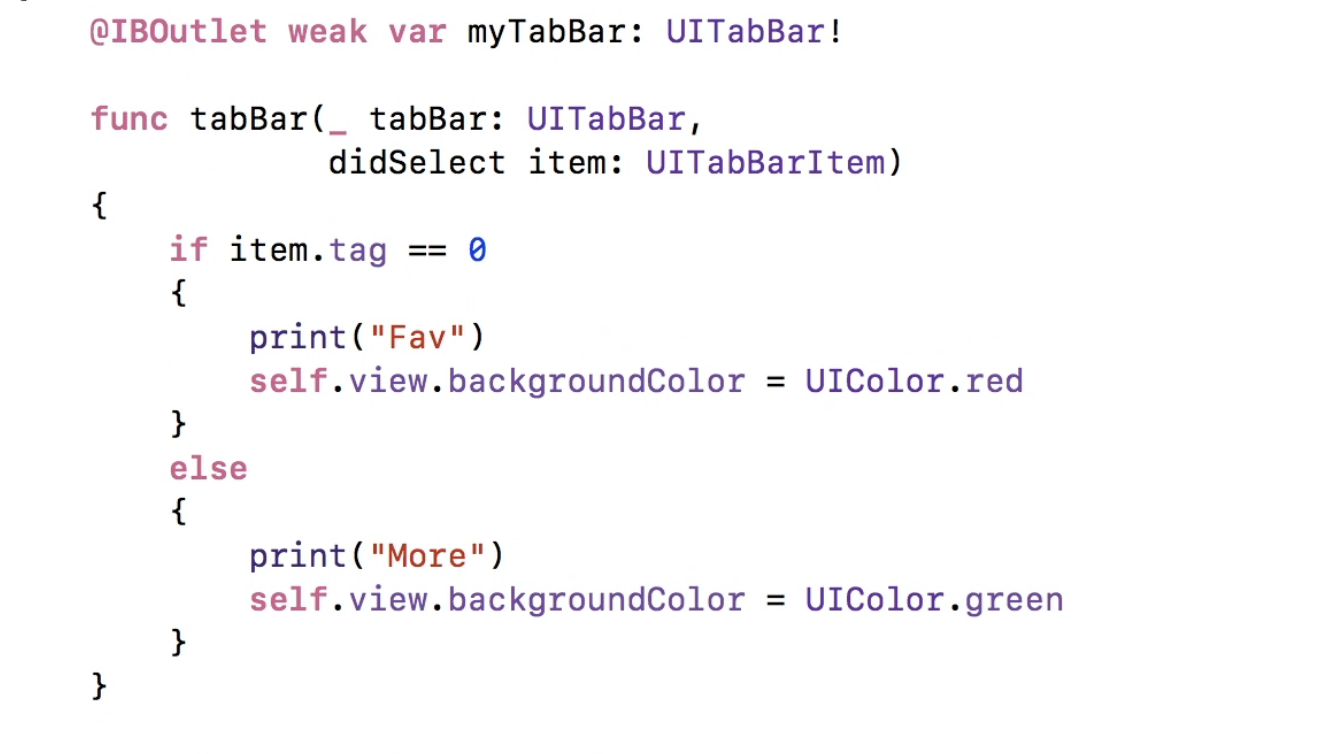 @IBOutlet weak var myTabBar: UITabBar!
func tabBar(_ tabBar: UITabBar,
didSelect item: UITabBarItem)
{
if item.tag == 0
{
print("Fav")
self.view.backgroundColor = UIColor.red
}
else
{
print("More")
self.view.backgroundColor = UIColor.green
}
}